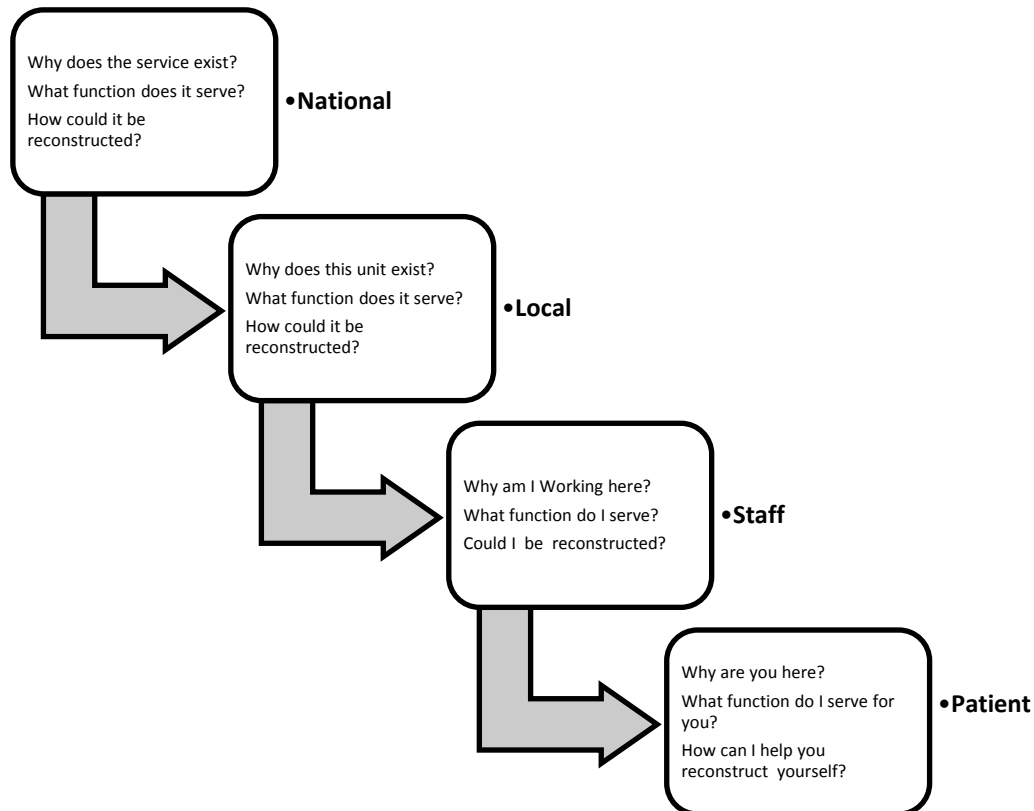 Why does the service exist?
What function does it serve?
How could it be
reconstructed?
•National
Why does this unit exist?
What function does it serve?
How could it be
reconstructed?
•Local
Why am I Working here?
What function do I serve?
Could I  be  reconstructed?
•Staff
Why are you here?
What function do I serve for
you?
How can I help you
reconstruct  yourself?
•Patient